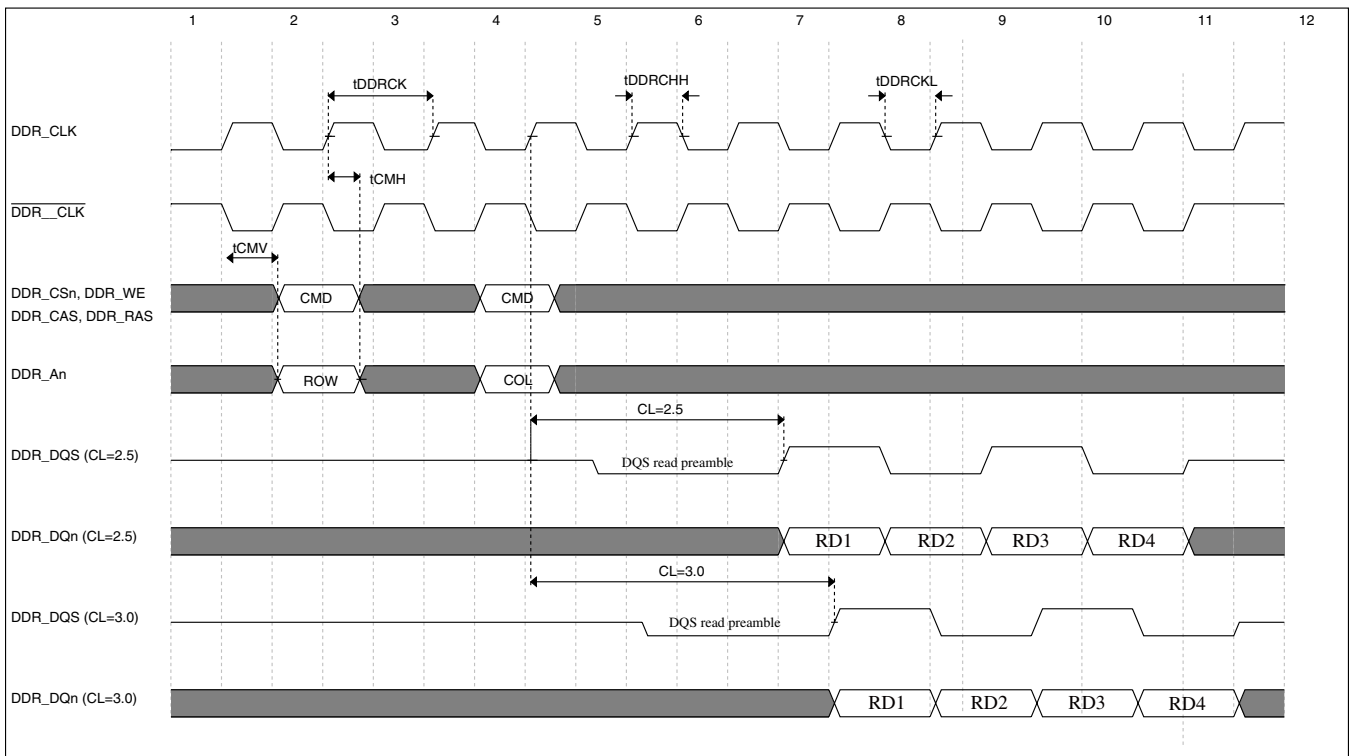 1 2 3 4 5 6 7 8 9 10 11 12
tDDRCK
tDDRCHH
tDDRCKL
DDR_CLK
tCMH
DDR__CLK
tCMV
DDR_CSn, DDR_WE
DDR_CAS, DDR_RAS
CMD
CMD
DDR_An
ROW
COL
CL=2.5
DDR_DQS (CL=2.5)
DQS read preamble
DDR_DQn (CL=2.5)
RD1 RD2 RD3 RD4
CL=3.0
DDR_DQS (CL=3.0)
DQS read preamble
DDR_DQn (CL=3.0)
RD1 RD2 RD3 RD4